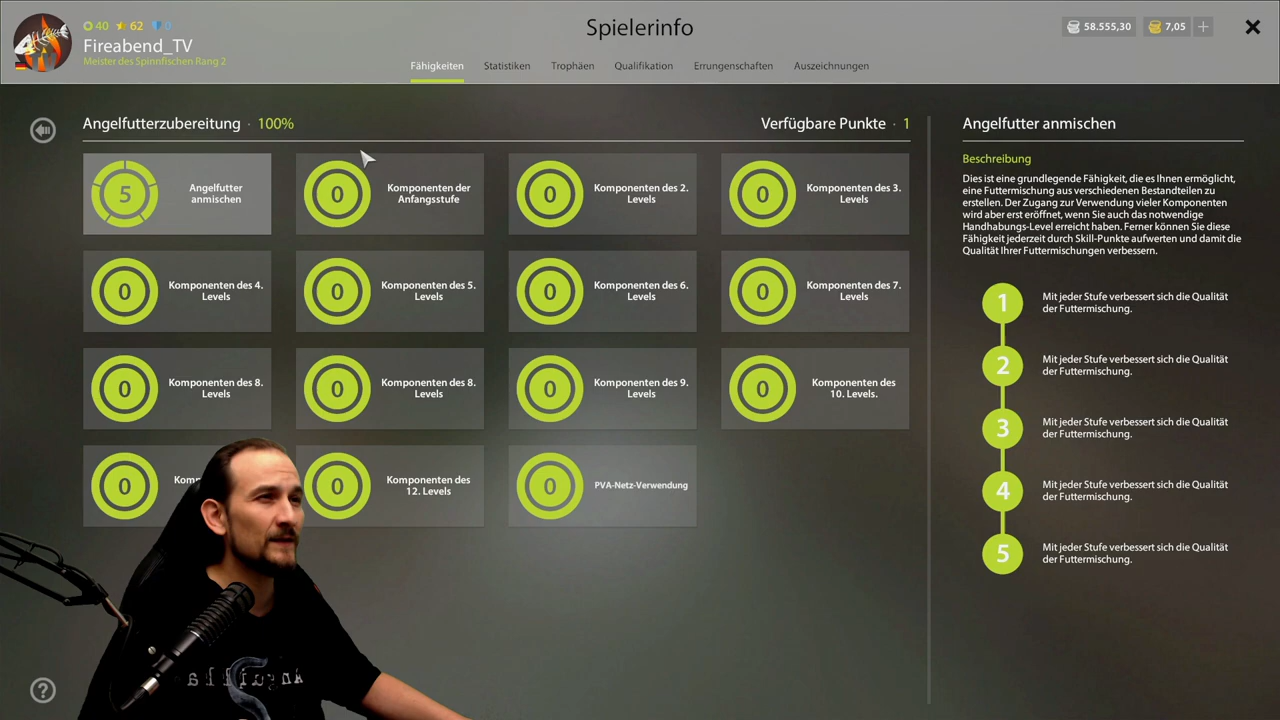 40 62 0
Spielerinfo
58.555,30 7,05 +
Fireabend_TV
Meister des Spinnfischen Rang 2
Fähigkeiten Statistiken Trophäen Qualifikation Errungenschaften Auszeichnungen
Angelfutterzubereitung · 100%
Verfügbare Punkte · 1
5
Angelfutter
anmischen
0
Komponenten der
Anfangsstufe
0
Komponenten des 2.
Levels
0
Komponenten des 3.
Levels
0
Komponenten des 4.
Levels
0
Komponenten des 5.
Levels
0
Komponenten des 6.
Levels
0
Komponenten des 7.
Levels
0
Komponenten des 8.
Levels
0
Komponenten des 8.
Levels
0
Komponenten des 9.
Levels
0
Komponenten des
10. Levels.
0
0
Komponenten des
12. Levels
0
PVA-Netz-Verwendung
Angelfutter anmischen
Beschreibung
Dies ist eine grundlegende Fähigkeit, die es Ihnen ermöglicht,
eine Futtermischung aus verschiedenen Bestandteilen zu
erstellen. Der Zugang zur Verwendung vieler Komponenten
wird aber erst eröffnet, wenn Sie auch das notwendige
Handhabungs-Level erreicht haben. Ferner können Sie diese
Fähigkeit jederzeit durch Skill-Punkte aufwerten und damit die
Qualität Ihrer Futtermischungen verbessern.
1
Mit jeder Stufe verbessert sich die Qualität
der Futtermischung.
2
Mit jeder Stufe verbessert sich die Qualität
der Futtermischung.
3
Mit jeder Stufe verbessert sich die Qualität
der Futtermischung.
4
Mit jeder Stufe verbessert sich die Qualität
der Futtermischung.
5
Mit jeder Stufe verbessert sich die Qualität
der Futtermischung.
?